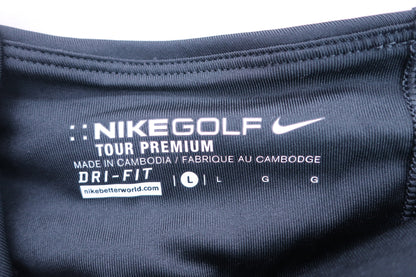 NIKEGOLF
TOUR PREMIUM
MADE IN CAMBODIA / FABRIQUE AU CAMBODGE
DRI-FIT | L | L G G
nikebetterworld.com